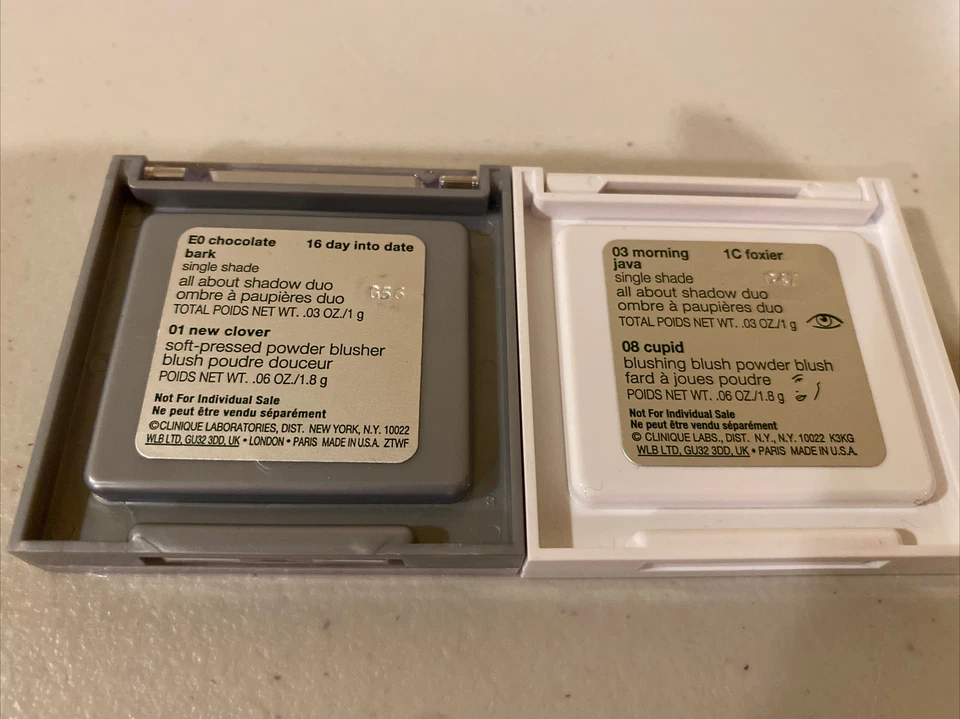 E0 chocolate bark 16 day into date
single shade
all about shadow duo
ombre à paupières duo
TOTAL POIDS NET WT. .03 OZ./1 g
01 new clover
soft-pressed powder blusher
blush poudre douceur
POIDS NET WT. .06 OZ./1.8 g
Not For Individual Sale
Ne peut être vendu séparément
©CLINIQUE LABORATORIES, DIST. NEW YORK, N.Y. 10022
WLB LTD, GU32 3DD, UK • LONDON • PARIS MADE IN U.S.A. ZTWF
B56
03 morning java 1C foxier
single shade
all about shadow duo
ombre à paupières duo
TOTAL POIDS NET WT. .03 OZ./1 g
08 cupid
blushing blush powder blush
fard à joues poudre
POIDS NET WT. .06 OZ./1.8 g
Not For Individual Sale
Ne peut être vendu séparément
© CLINIQUE LABS., DIST. N.Y., N.Y. 10022 K3KG
WLB LTD, GU32 3DD, UK • PARIS MADE IN U.S.A.